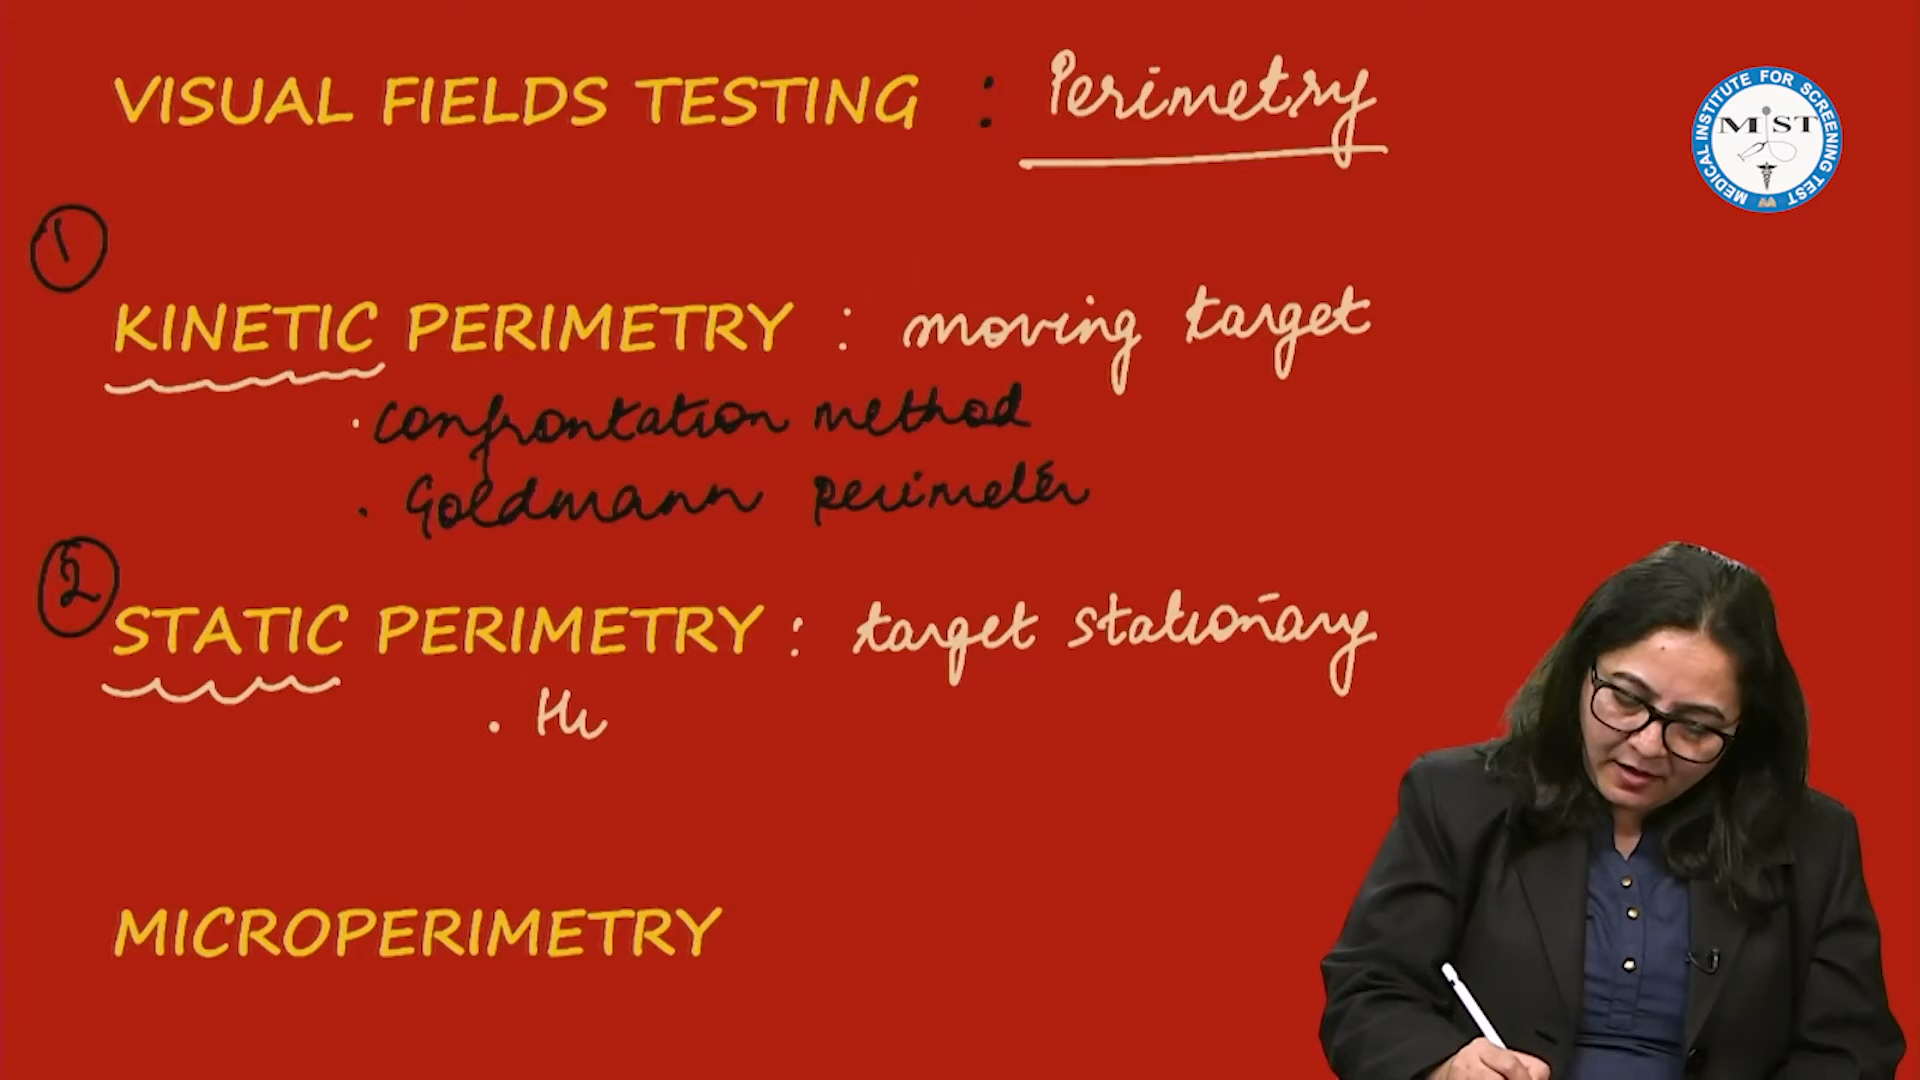 VISUAL FIELDS TESTING : Perimetry
MEDICAL INSTITUTE FOR SCREENING TEST
MIST
1
KINETIC PERIMETRY : moving target
. confrontation method
. Goldmann perimeter
2
STATIC PERIMETRY : target stationary
. Hu
MICROPERIMETRY